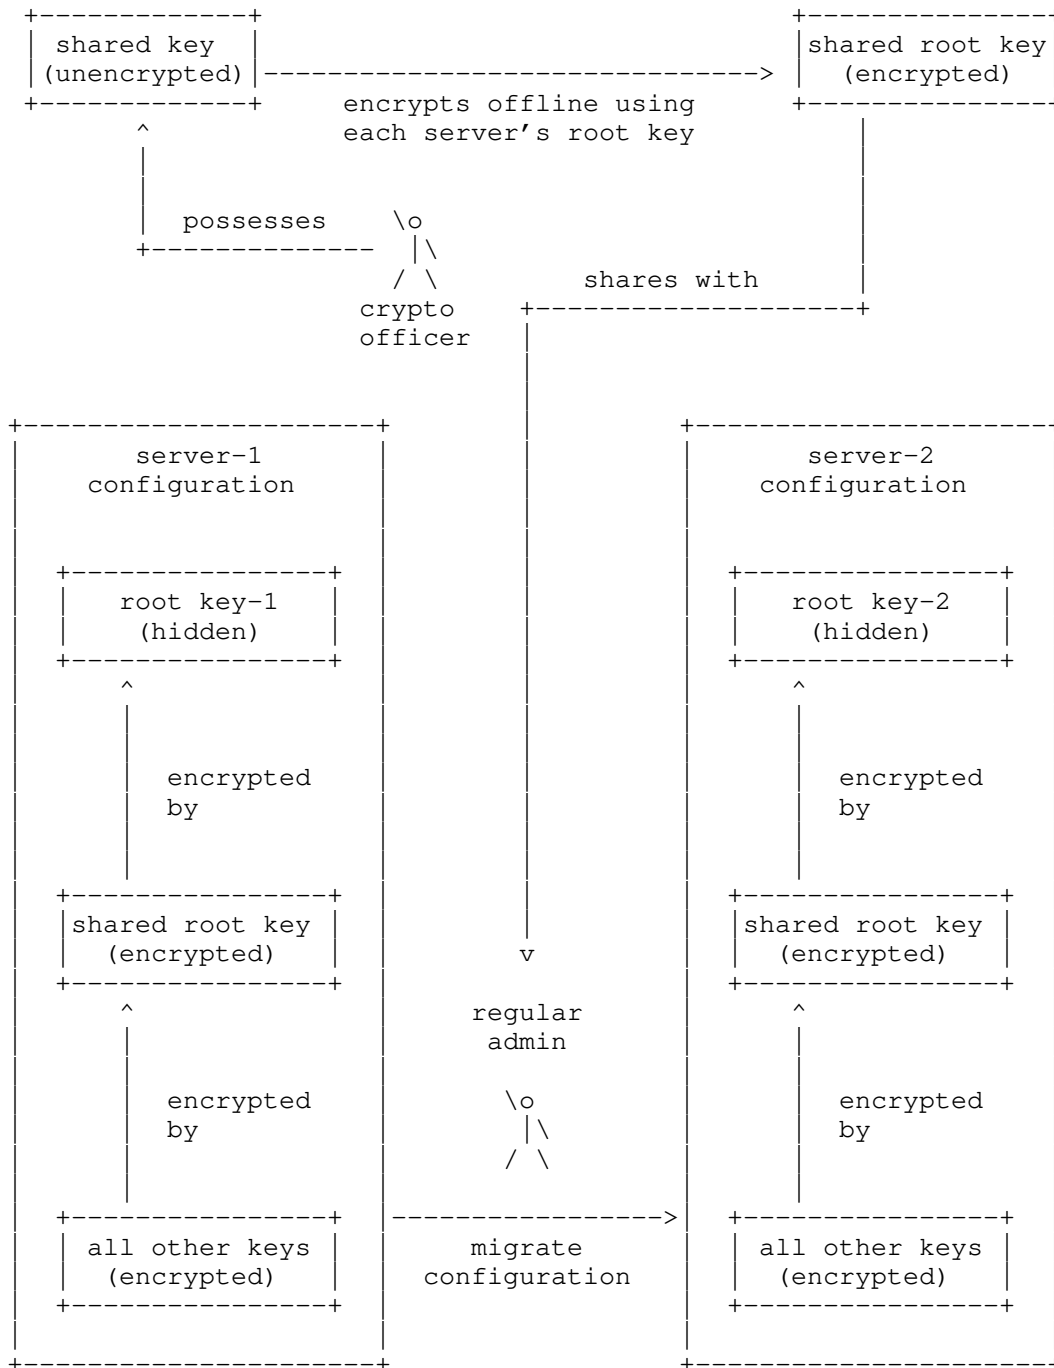 shared key
(unencrypted)
shared root key
(encrypted)
encrypts offline using
each server's root key
possesses
crypto
officer
shares with
server-1
configuration
server-2
configuration
root key-1
(hidden)
root key-2
(hidden)
encrypted
by
encrypted
by
shared root key
(encrypted)
shared root key
(encrypted)
regular
admin
encrypted
by
encrypted
by
all other keys
(encrypted)
migrate
configuration
all other keys
(encrypted)